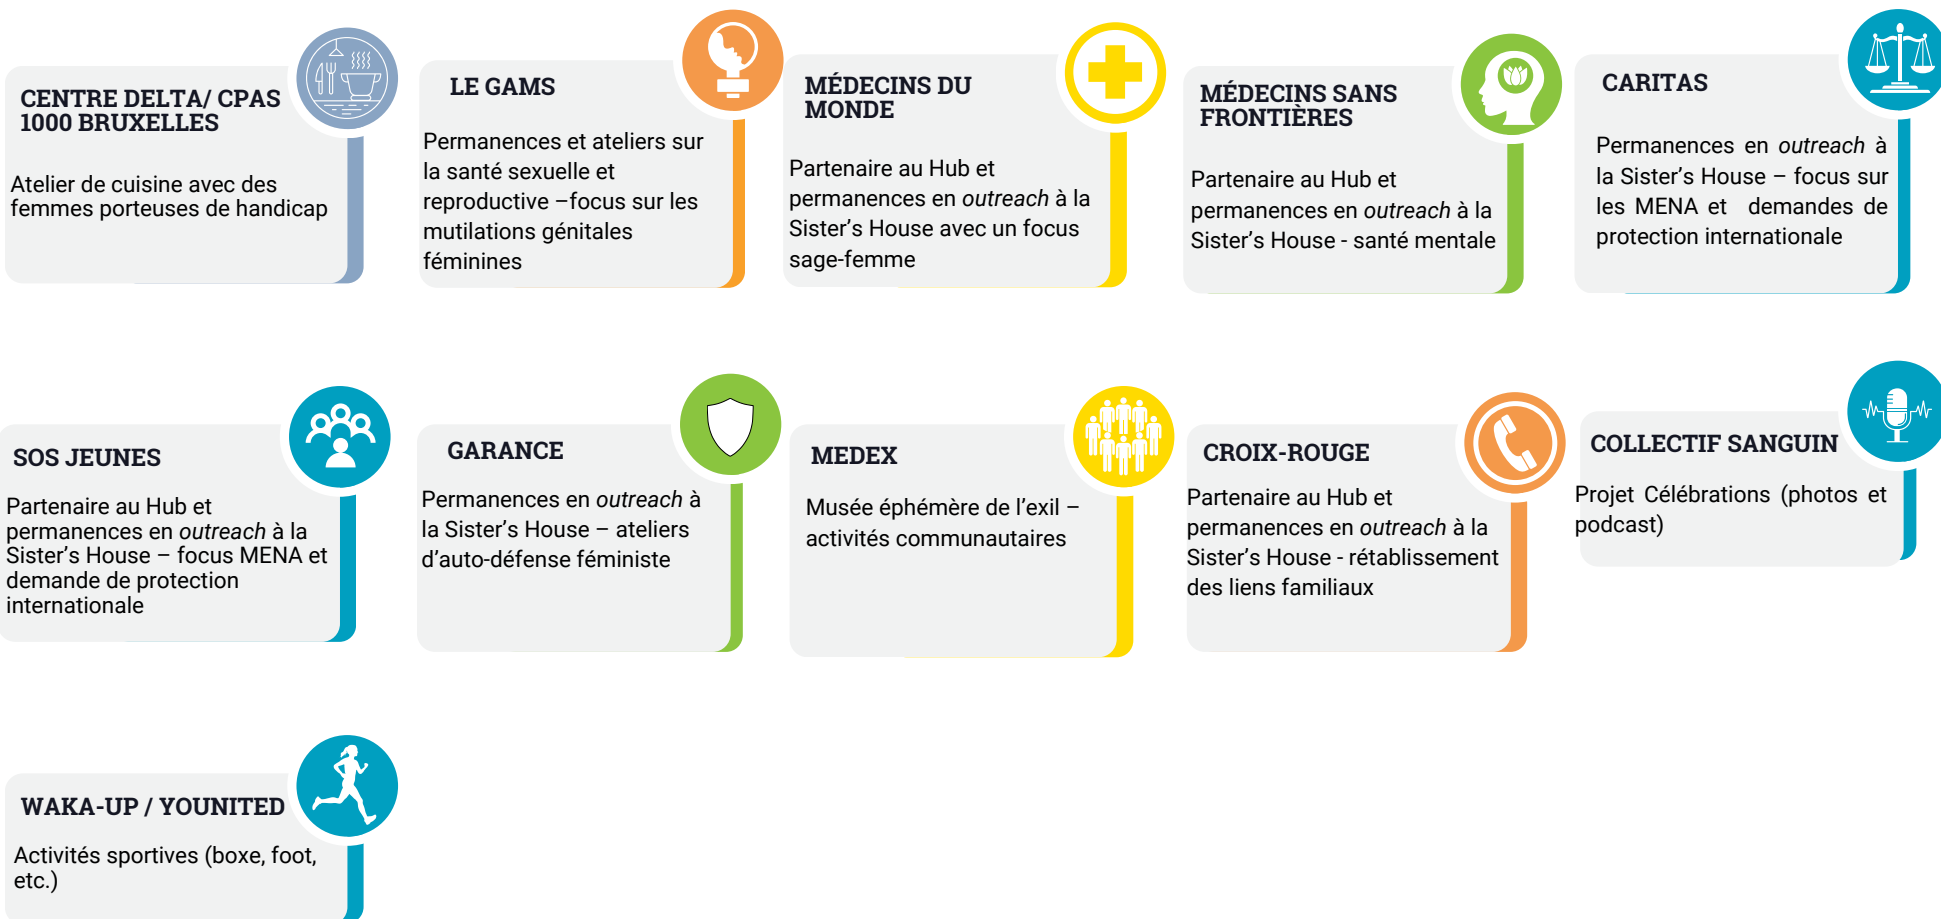 CENTRE DELTA/ CPAS
1000 BRUXELLES
Atelier de cuisine avec des
femmes porteuses de handicap
LE GAMS
Permanences et ateliers sur
la santé sexuelle et
reproductive –focus sur les
mutilations génitales
féminines
MÉDECINS DU
MONDE
Partenaire au Hub et
permanences en outreach à la
Sister's House avec un focus
sage-femme
MÉDECINS SANS
FRONTIÈRES
Partenaire au Hub et
permanences en outreach à la
Sister's House - santé mentale
CARITAS
Permanences en outreach à
la Sister's House – focus sur
les MENA et demandes de
protection internationale
SOS JEUNES
Partenaire au Hub et
permanences en outreach à la
Sister's House – focus MENA et
demande de protection
internationale
GARANCE
Permanences en outreach à
la Sister's House – ateliers
d'auto-défense féministe
MEDEX
Musée éphémère de l'exil –
activités communautaires
CROIX-ROUGE
Partenaire au Hub et
permanences en outreach à la
Sister's House - rétablissement
des liens familiaux
COLLECTIF SANGUIN
Projet Célébrations (photos et
podcast)
WAKA-UP / YOUNITED
Activités sportives (boxe, foot,
etc.)